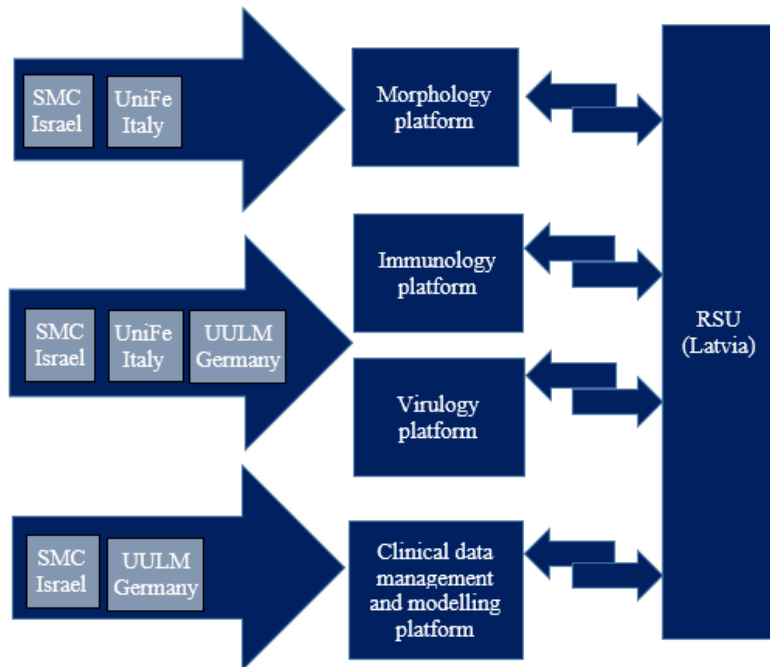 SMC
Israel
UniFe
Italy
Morphology
platform
SMC
Israel
UniFe
Italy
UULM
Germany
Immunology
platform
Virulogy
platform
RSU
(Latvia)
SMC
Israel
UULM
Germany
Clinical data
management
and modelling
platform